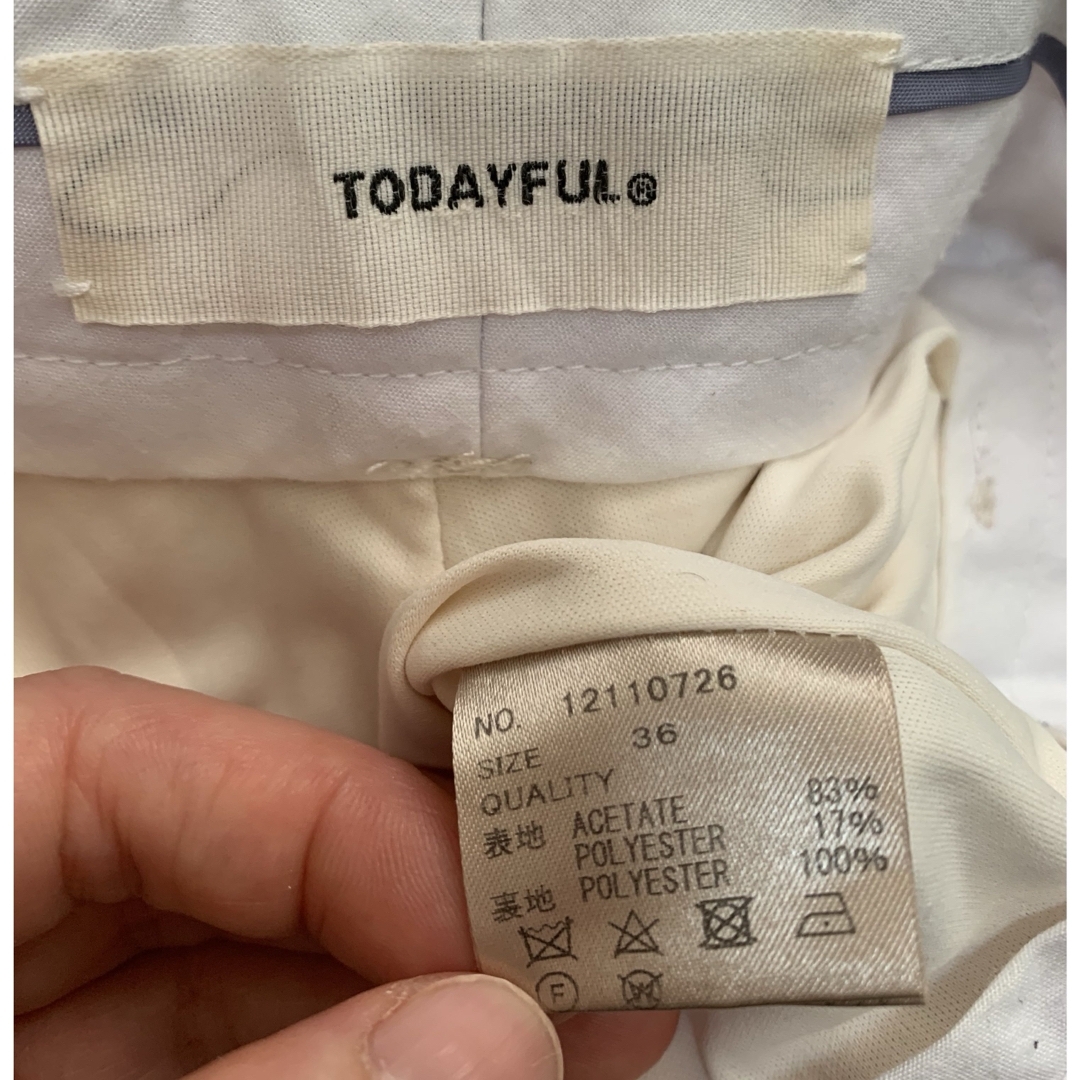 TODAYFUL®
NO. 12110726
SIZE 36
QUALITY
表地 ACETATE 83%
POLYESTER 17%
裏地 POLYESTER 100%
F
W